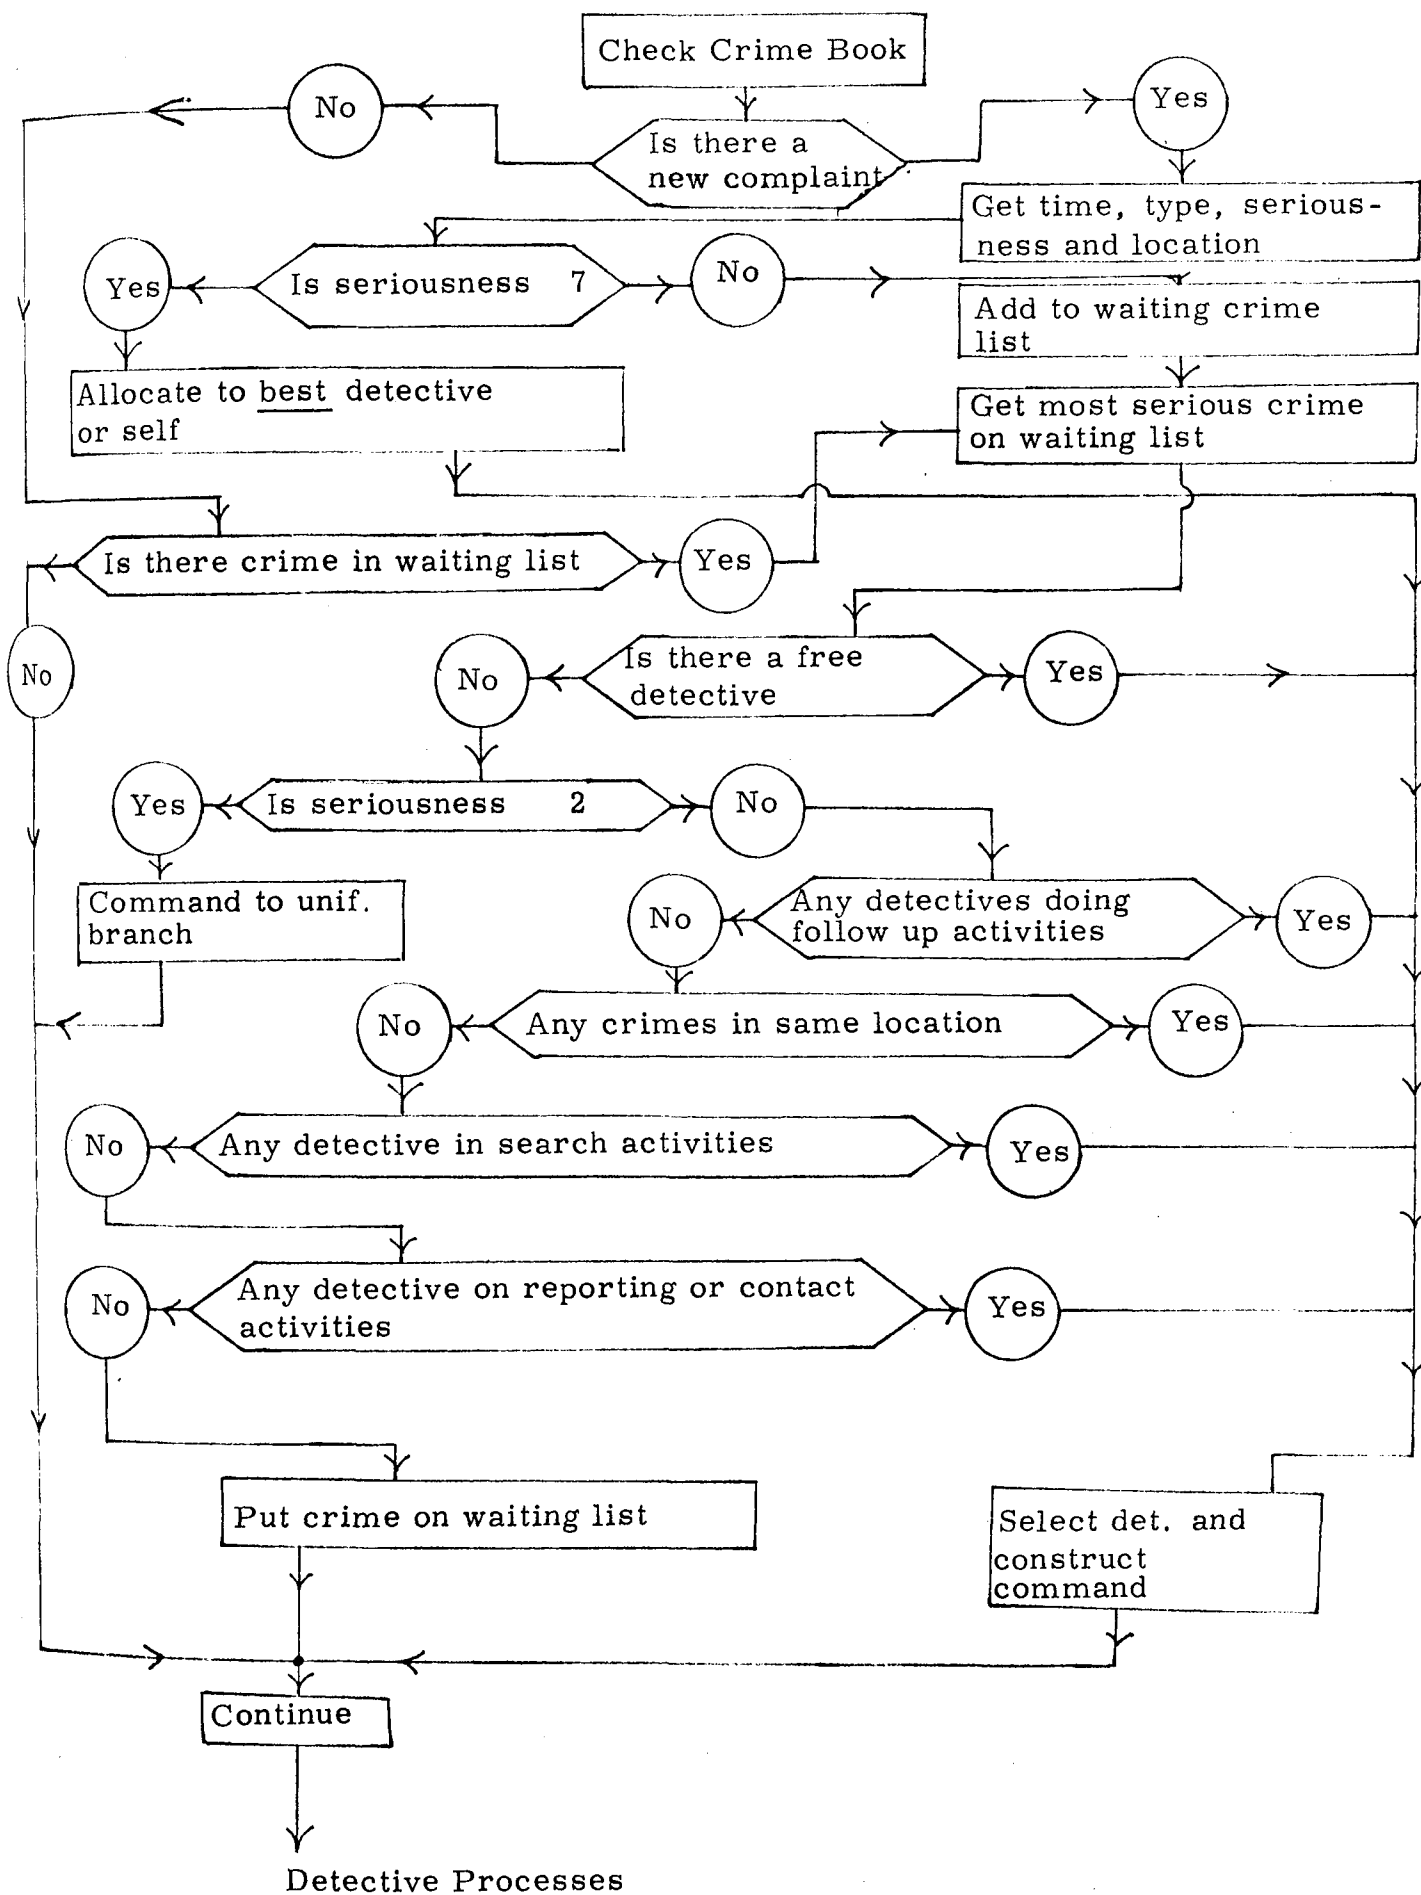 Check Crime Book
No
Yes
Is there a
new complaint
Get time, type, serious-
ness and location
Yes
Is seriousness 7
No
Add to waiting crime
list
Allocate to best detective
or self
Get most serious crime
on waiting list
Is there crime in waiting list
Yes
No
No
Is there a free
detective
Yes
Yes
Is seriousness 2
No
Command to unif.
branch
No
Any detectives doing
follow up activities
Yes
No
Any crimes in same location
Yes
No
Any detective in search activities
Yes
No
Any detective on reporting or contact
activities
Yes
Put crime on waiting list
Select det. and
construct
command
Continue
Detective Processes